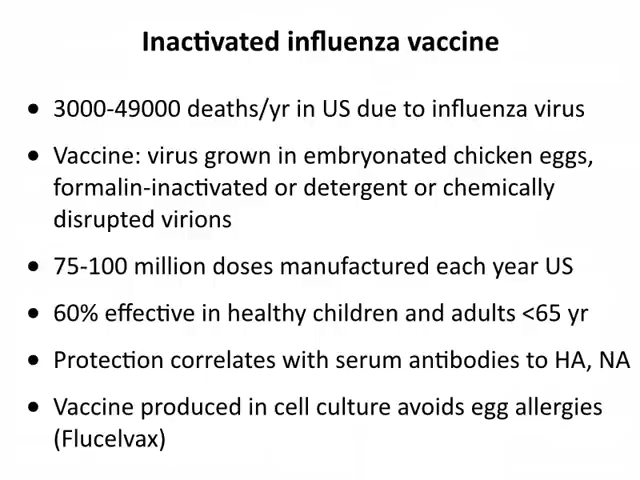 Inactivated influenza vaccine
• 3000-49000 deaths/yr in US due to influenza virus
• Vaccine: virus grown in embryonated chicken eggs,
formalin-inactivated or detergent or chemically
disrupted virions
• 75-100 million doses manufactured each year US
• 60% effective in healthy children and adults <65 yr
• Protection correlates with serum antibodies to HA, NA
• Vaccine produced in cell culture avoids egg allergies
(Flucelvax)